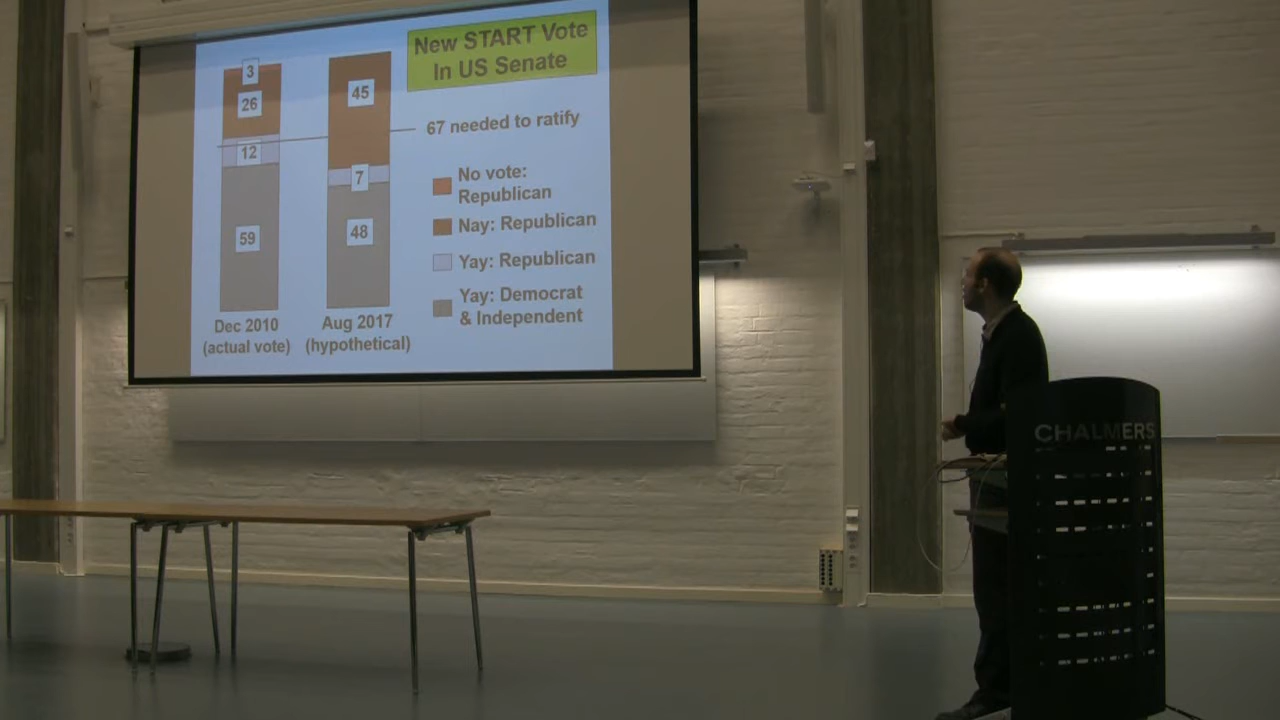 New START Vote
In US Senate
3
26
12
59
45
7
48
67 needed to ratify
No vote:
Republican
Nay: Republican
Yay: Republican
Yay: Democrat
& Independent
Dec 2010
(actual vote)
Aug 2017
(hypothetical)
CHALMERS